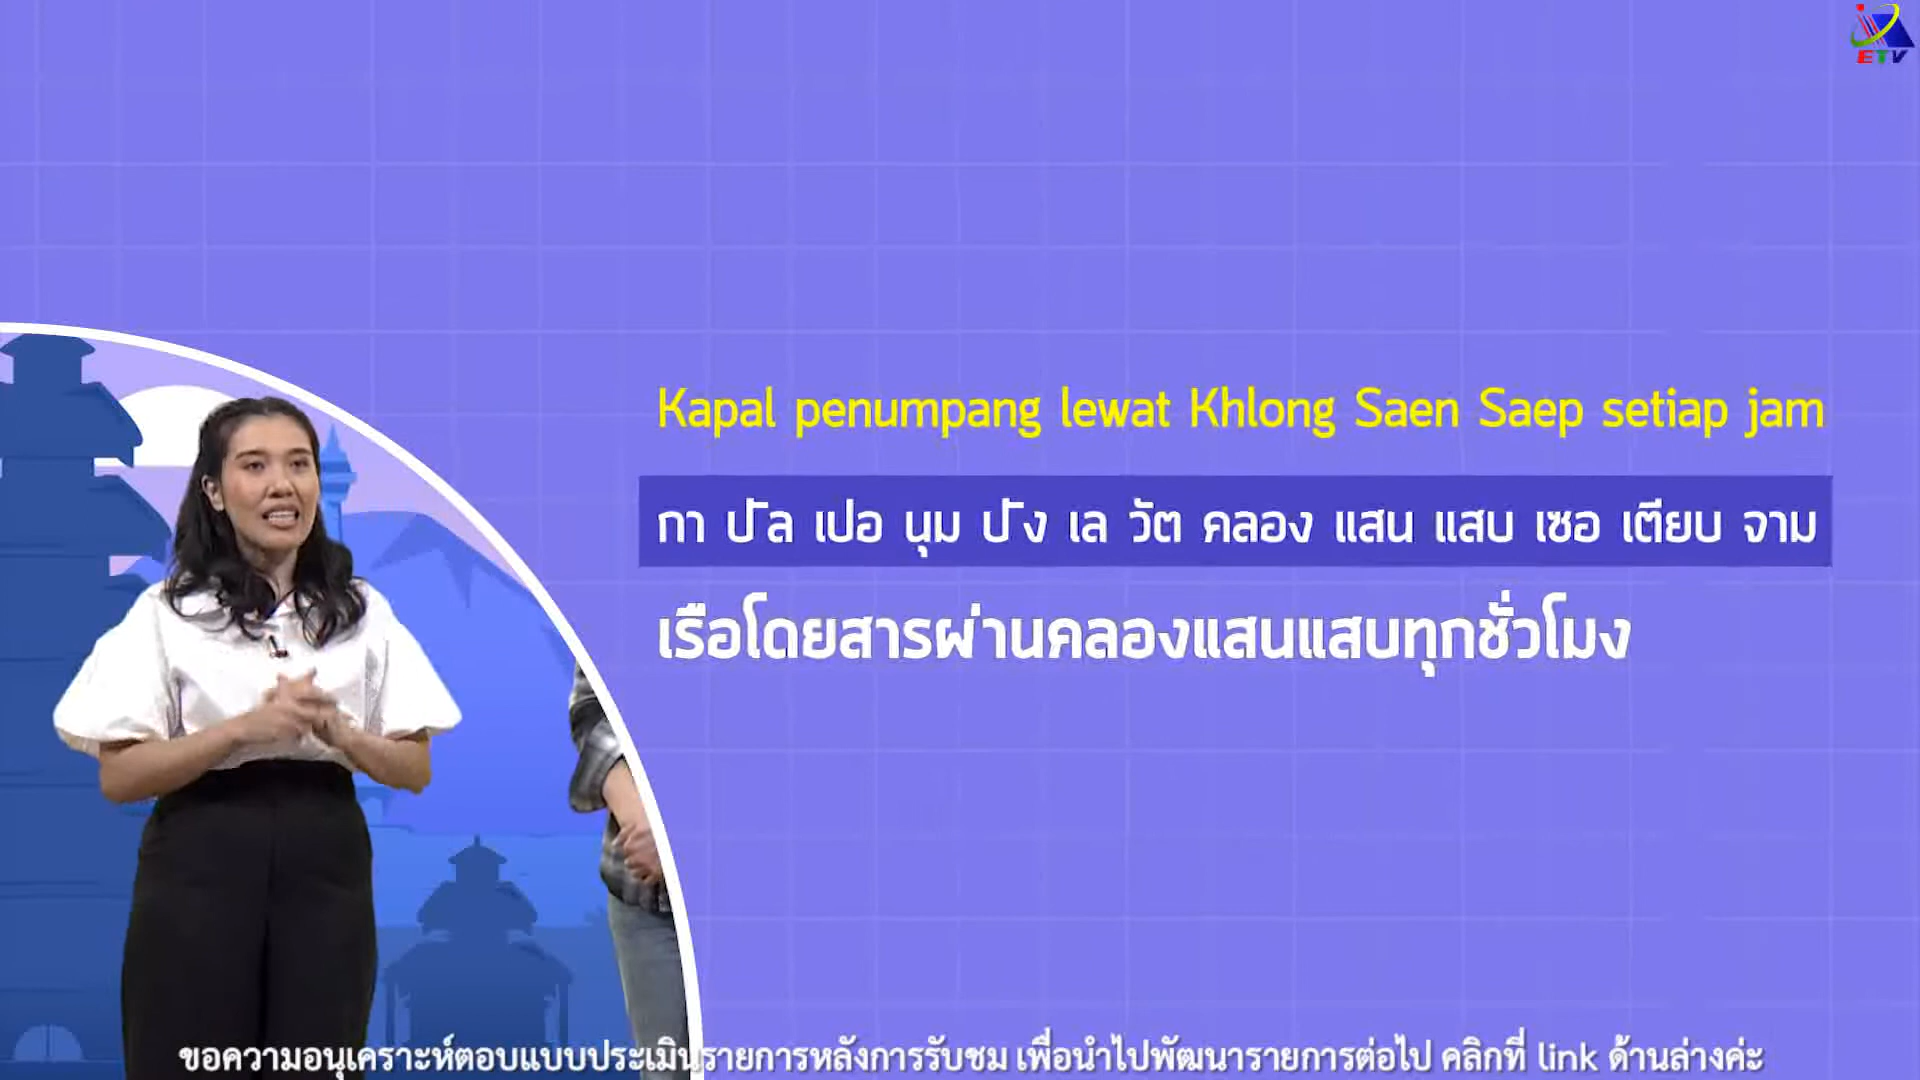 ETV
Kapal penumpang lewat Khlong Saen Saep setiap jam
กา ปัล เปอ นุม ปัง เล วัต คลอง แสน แสบ เซอ เตียบ จาม
เรือโดยสารผ่านคลองแสนแสบทุกชั่วโมง
ขอความอนุเคราะห์ตอบแบบประเมินรายการหลังการรับชม เพื่อนำไปพัฒนารายการต่อไป คลิกที่ link ด้านล่างค่ะ